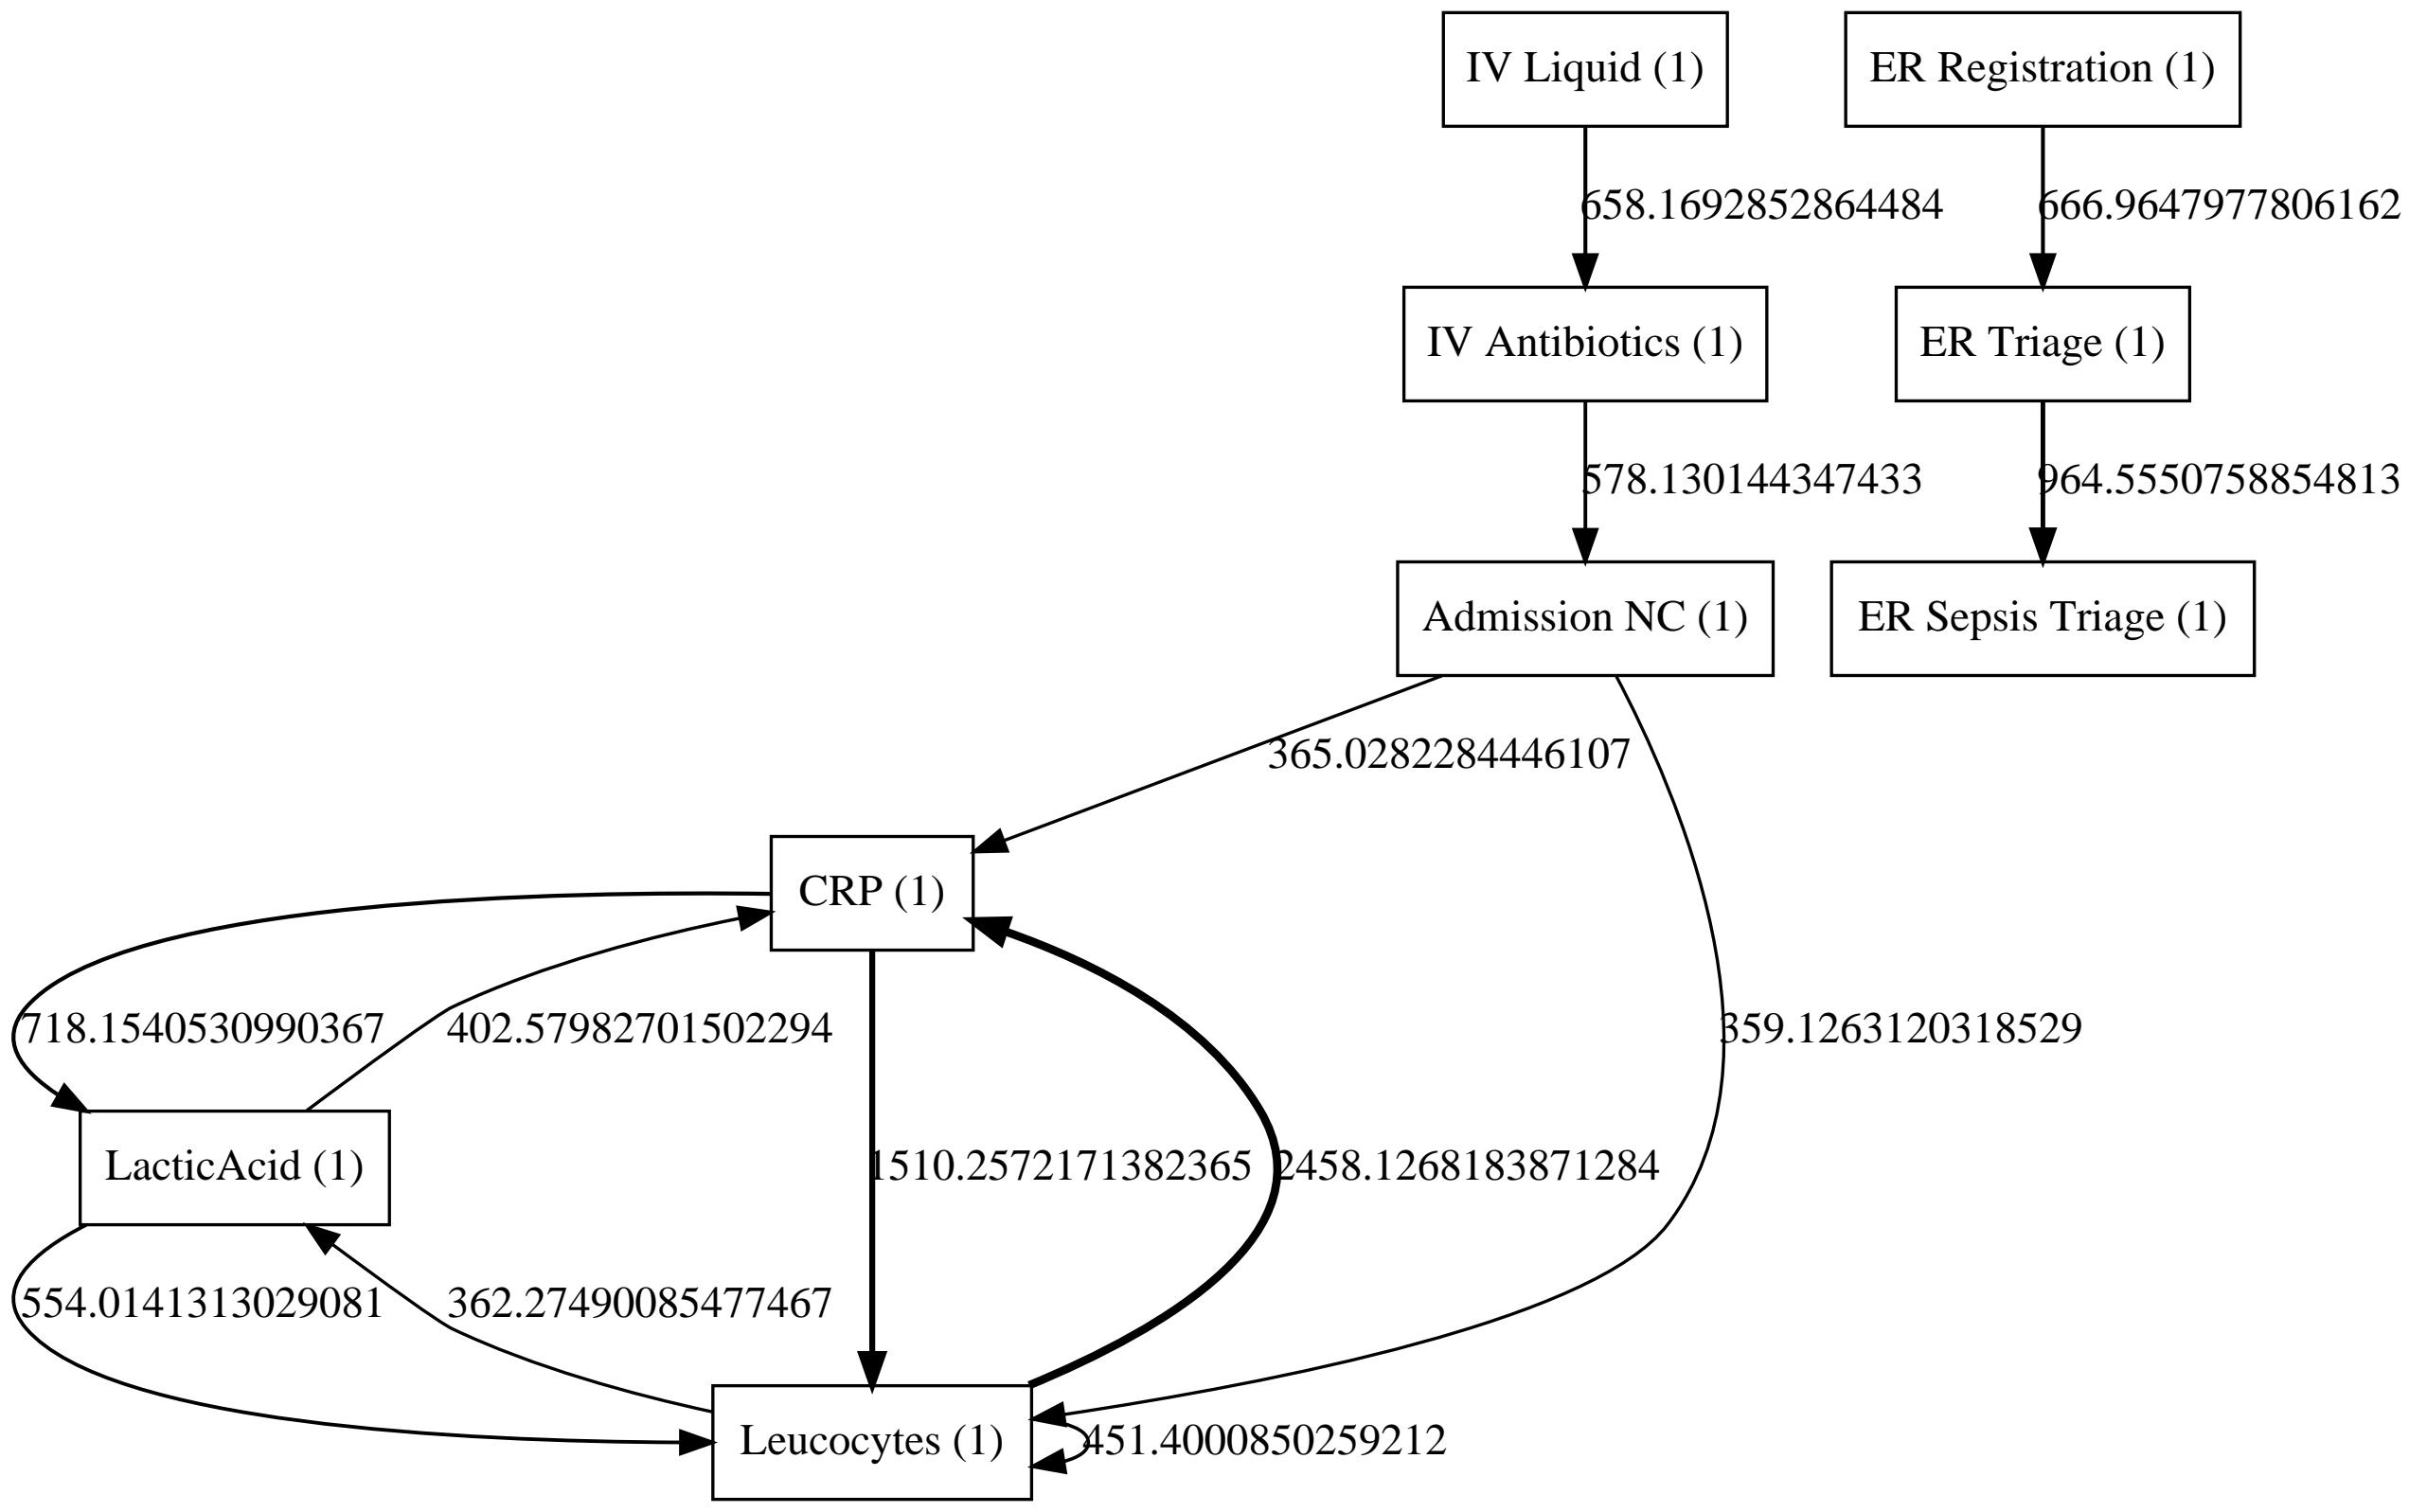 IV Liquid (1)
ER Registration (1)
658.1692852864484
666.9647977806162
IV Antibiotics (1)
ER Triage (1)
578.130144347433
964.5550758854813
Admission NC (1)
ER Sepsis Triage (1)
365.0282284446107
CRP (1)
718.1540530990367
402.57982701502294
359.1263120318529
LacticAcid (1)
1510.2572171382365
2458.1268183871284
554.0141313029081
362.27490085477467
Leucocytes (1)
451.4000850259212